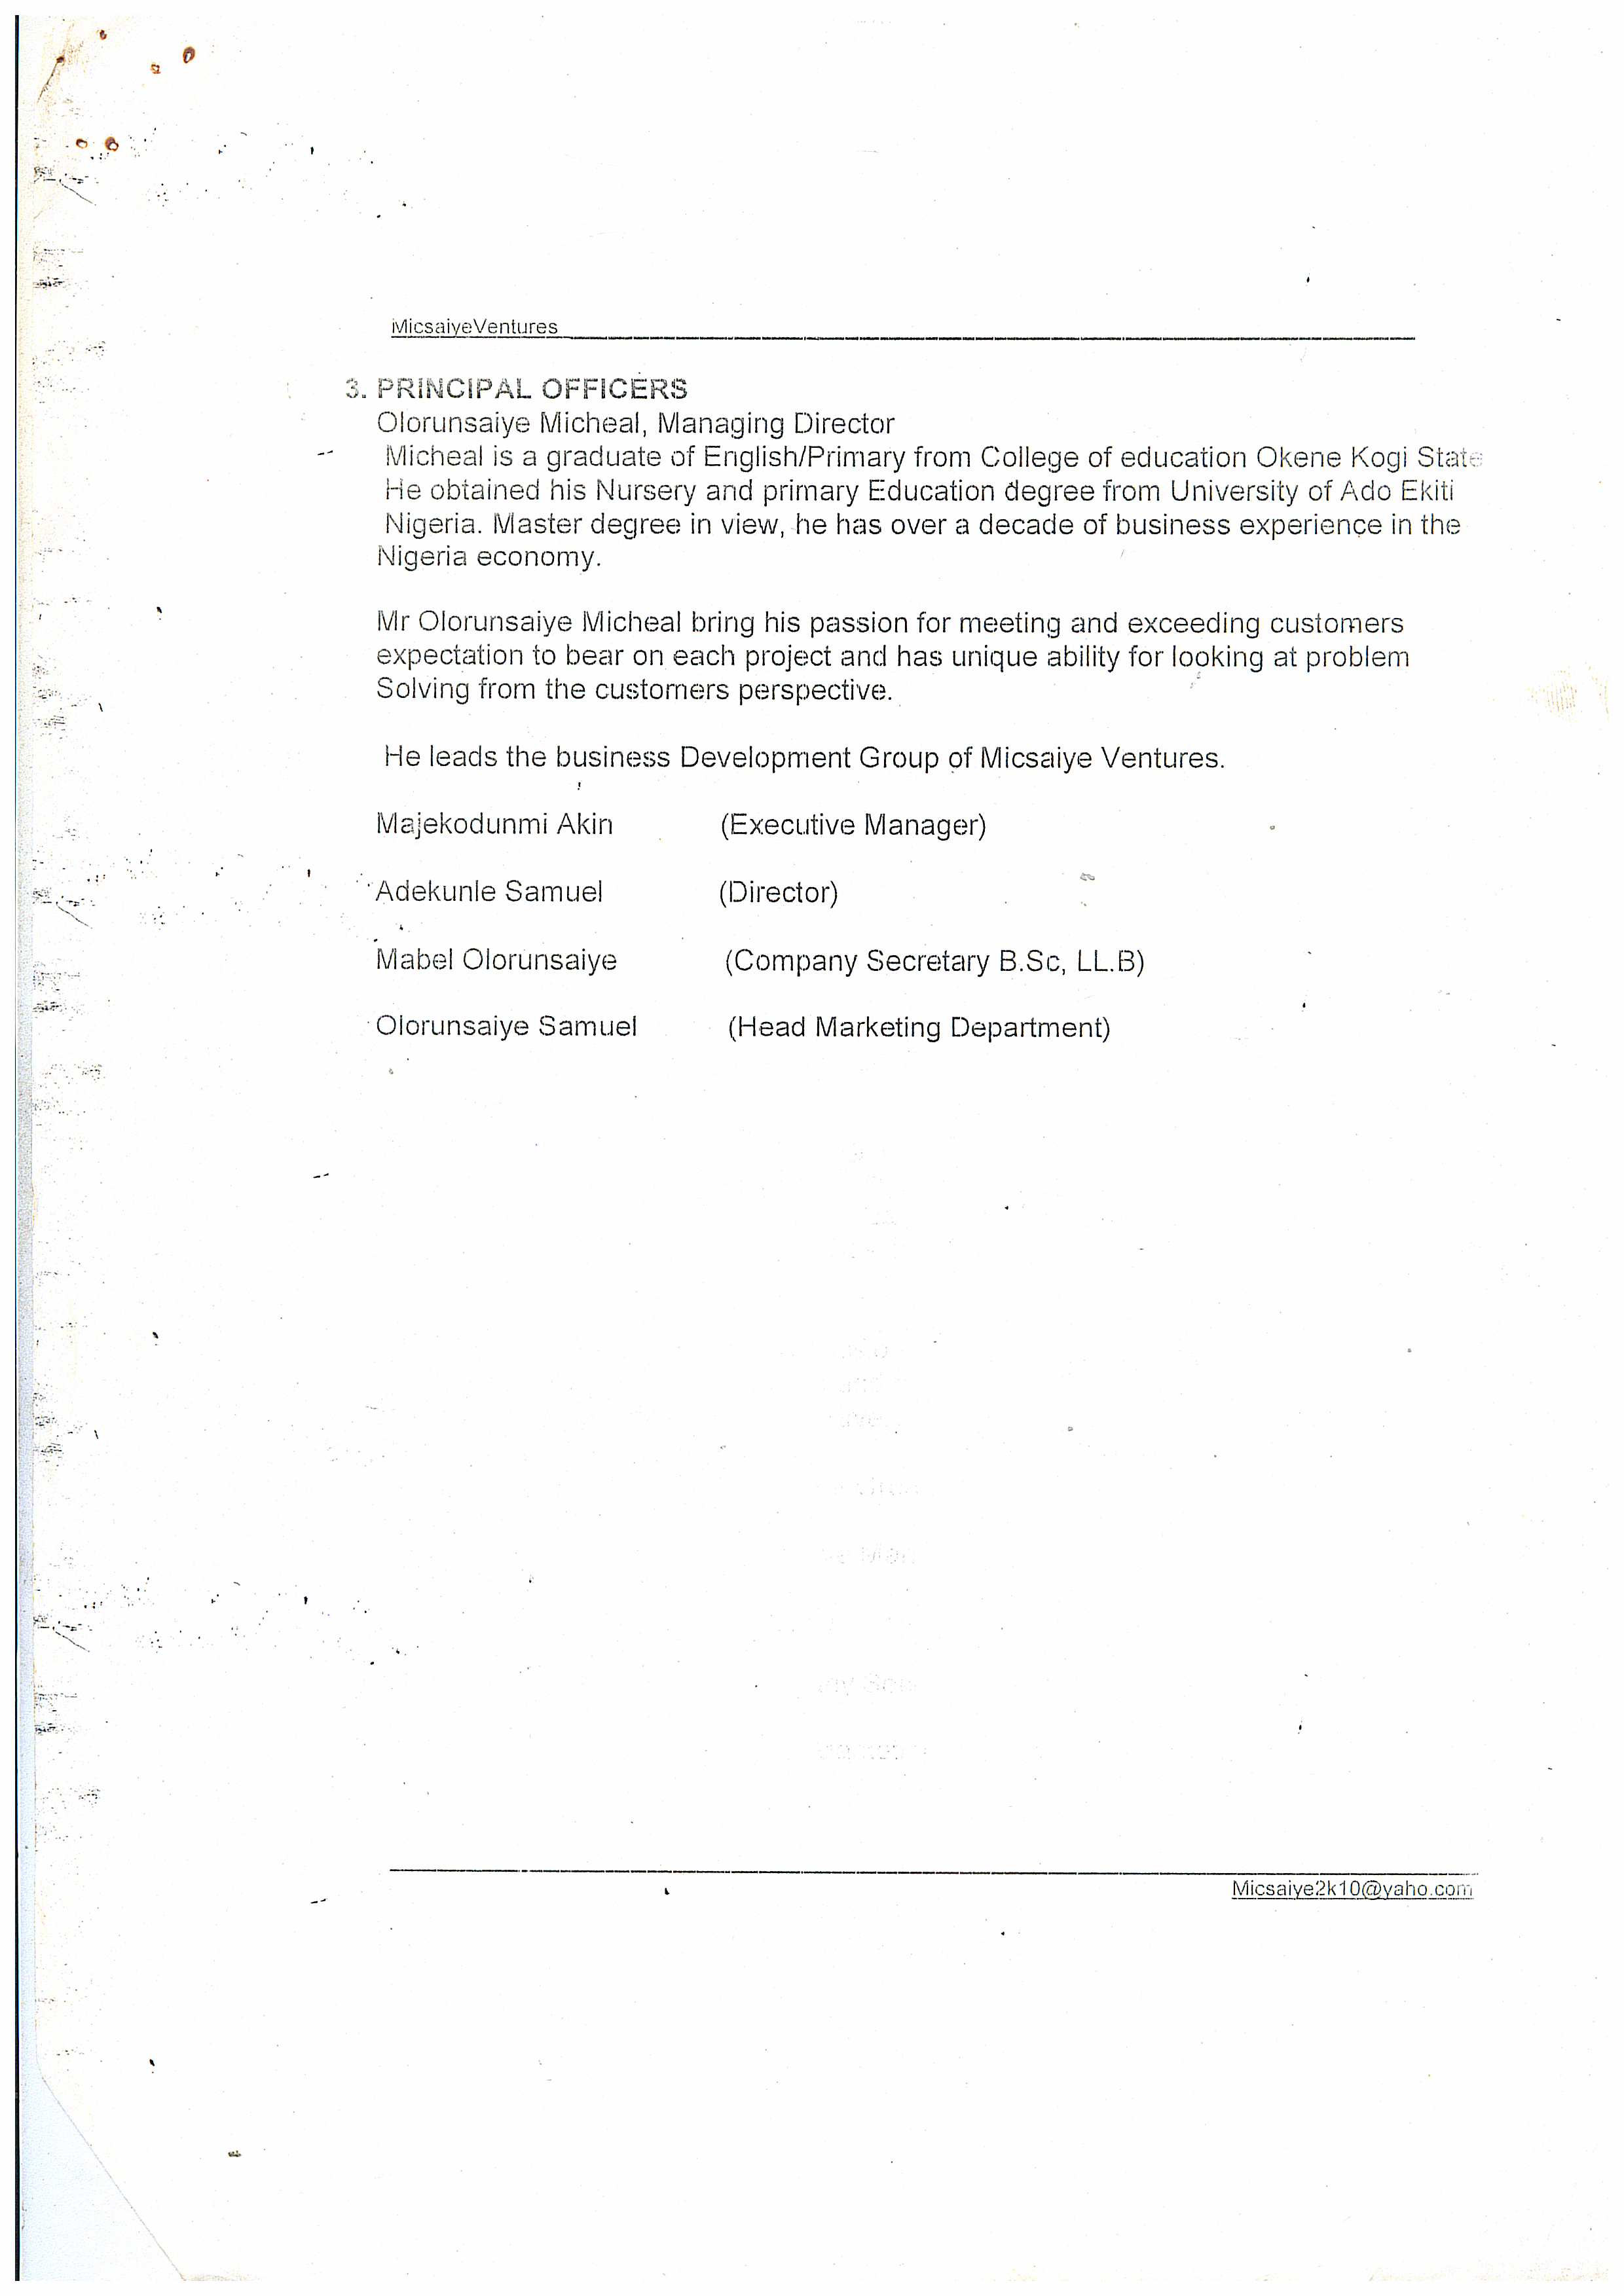 MicsaiyeVentures
3. PRINCIPAL OFFICERS
Olorunsaiye Micheal, Managing Director
Micheal is a graduate of English/Primary from College of education Okene Kogi State
He obtained his Nursery and primary Education degree from University of Ado Ekiti
Nigeria. Master degree in view, he has over a decade of business experience in the
Nigeria economy.
Mr Olorunsaiye Micheal bring his passion for meeting and exceeding customers
expectation to bear on each project and has unique ability for looking at problem
Solving from the customers perspective.
He leads the business Development Group of Micsaiye Ventures.
Majekodunmi Akin (Executive Manager)
Adekunle Samuel (Director)
Mabel Olorunsaiye (Company Secretary B.Sc, LL.B)
Olorunsaiye Samuel (Head Marketing Department)
Micsaiye2k10@yaho.com